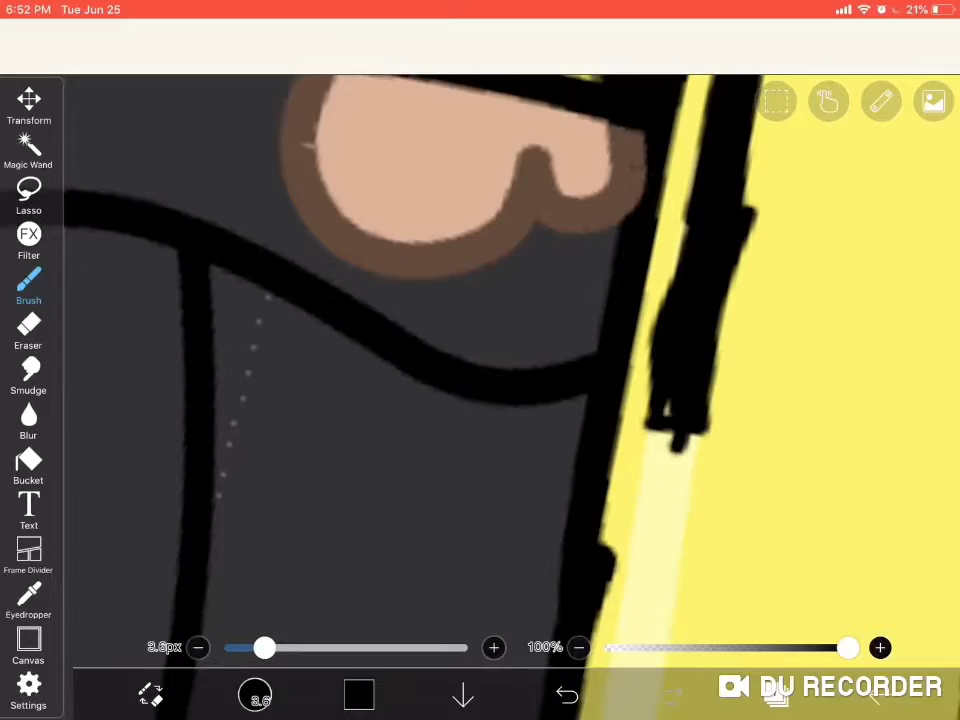 6:52 PM Tue Jun 25
21%
Transform
Magic Wand
Lasso
FX
Filter
Brush
Eraser
Smudge
Blur
Bucket
T
Text
Frame Divider
Eyedropper
Canvas
Settings
3.6px
100%
3.6
DU RECORDER